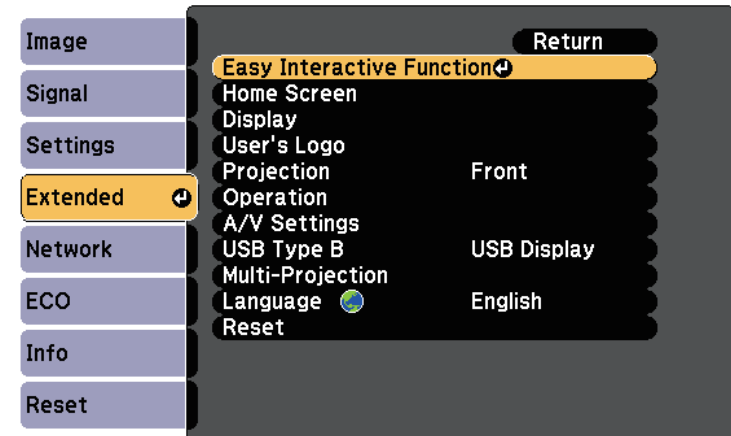 Image
Signal
Settings
Extended
Network
ECO
Info
Reset
Return
Easy Interactive Function
Home Screen
Display
User's Logo
Projection Front
Operation
A/V Settings
USB Type B USB Display
Multi-Projection
Language English
Reset